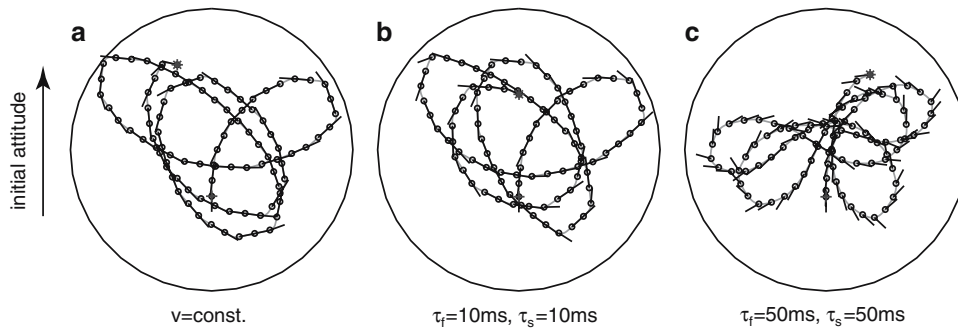 a
b
c
initial attitude
v=const.
τf=10ms, τs=10ms
τf=50ms, τs=50ms